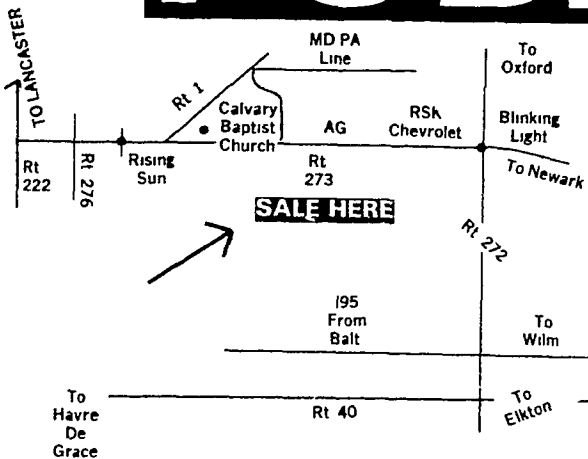 TO LANCASTER
MD PA
Line
To
Oxford
Rt 1
Calvary
Baptist
Church
AG
RSK
Chevrolet
Blinking
Light
Rt
222
Rt 276
Rising
Sun
Rt
273
To Newark
SALE HERE
Rt 272
I95
From
Balt
To
Wilm
To
Havre
De
Grace
Rt 40
To
Elkton